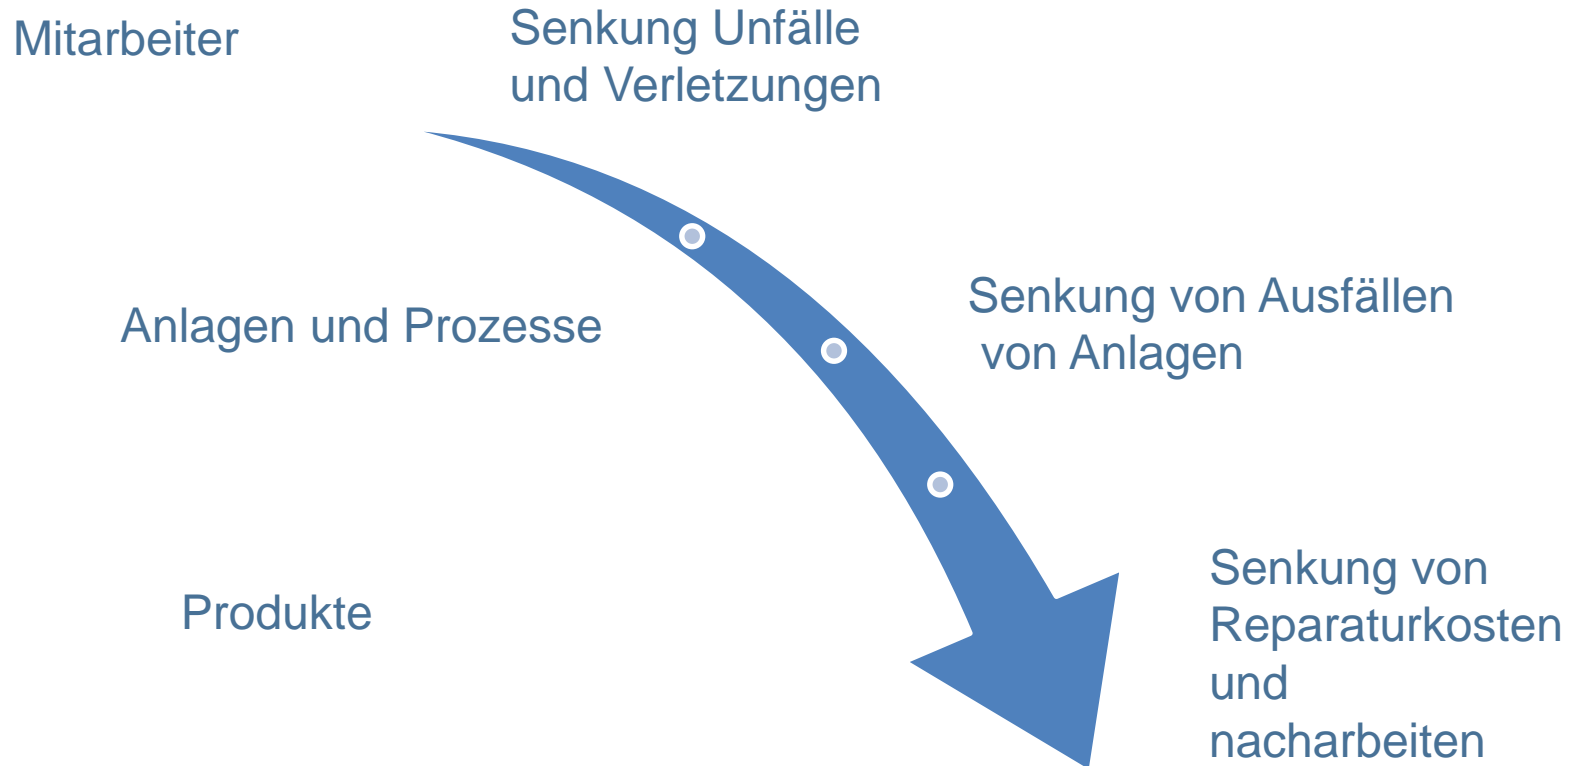 Mitarbeiter
Senkung Unfälle
und Verletzungen
Anlagen und Prozesse
Senkung von Ausfällen
von Anlagen
Produkte
Senkung von
Reparaturkosten
und
nacharbeiten